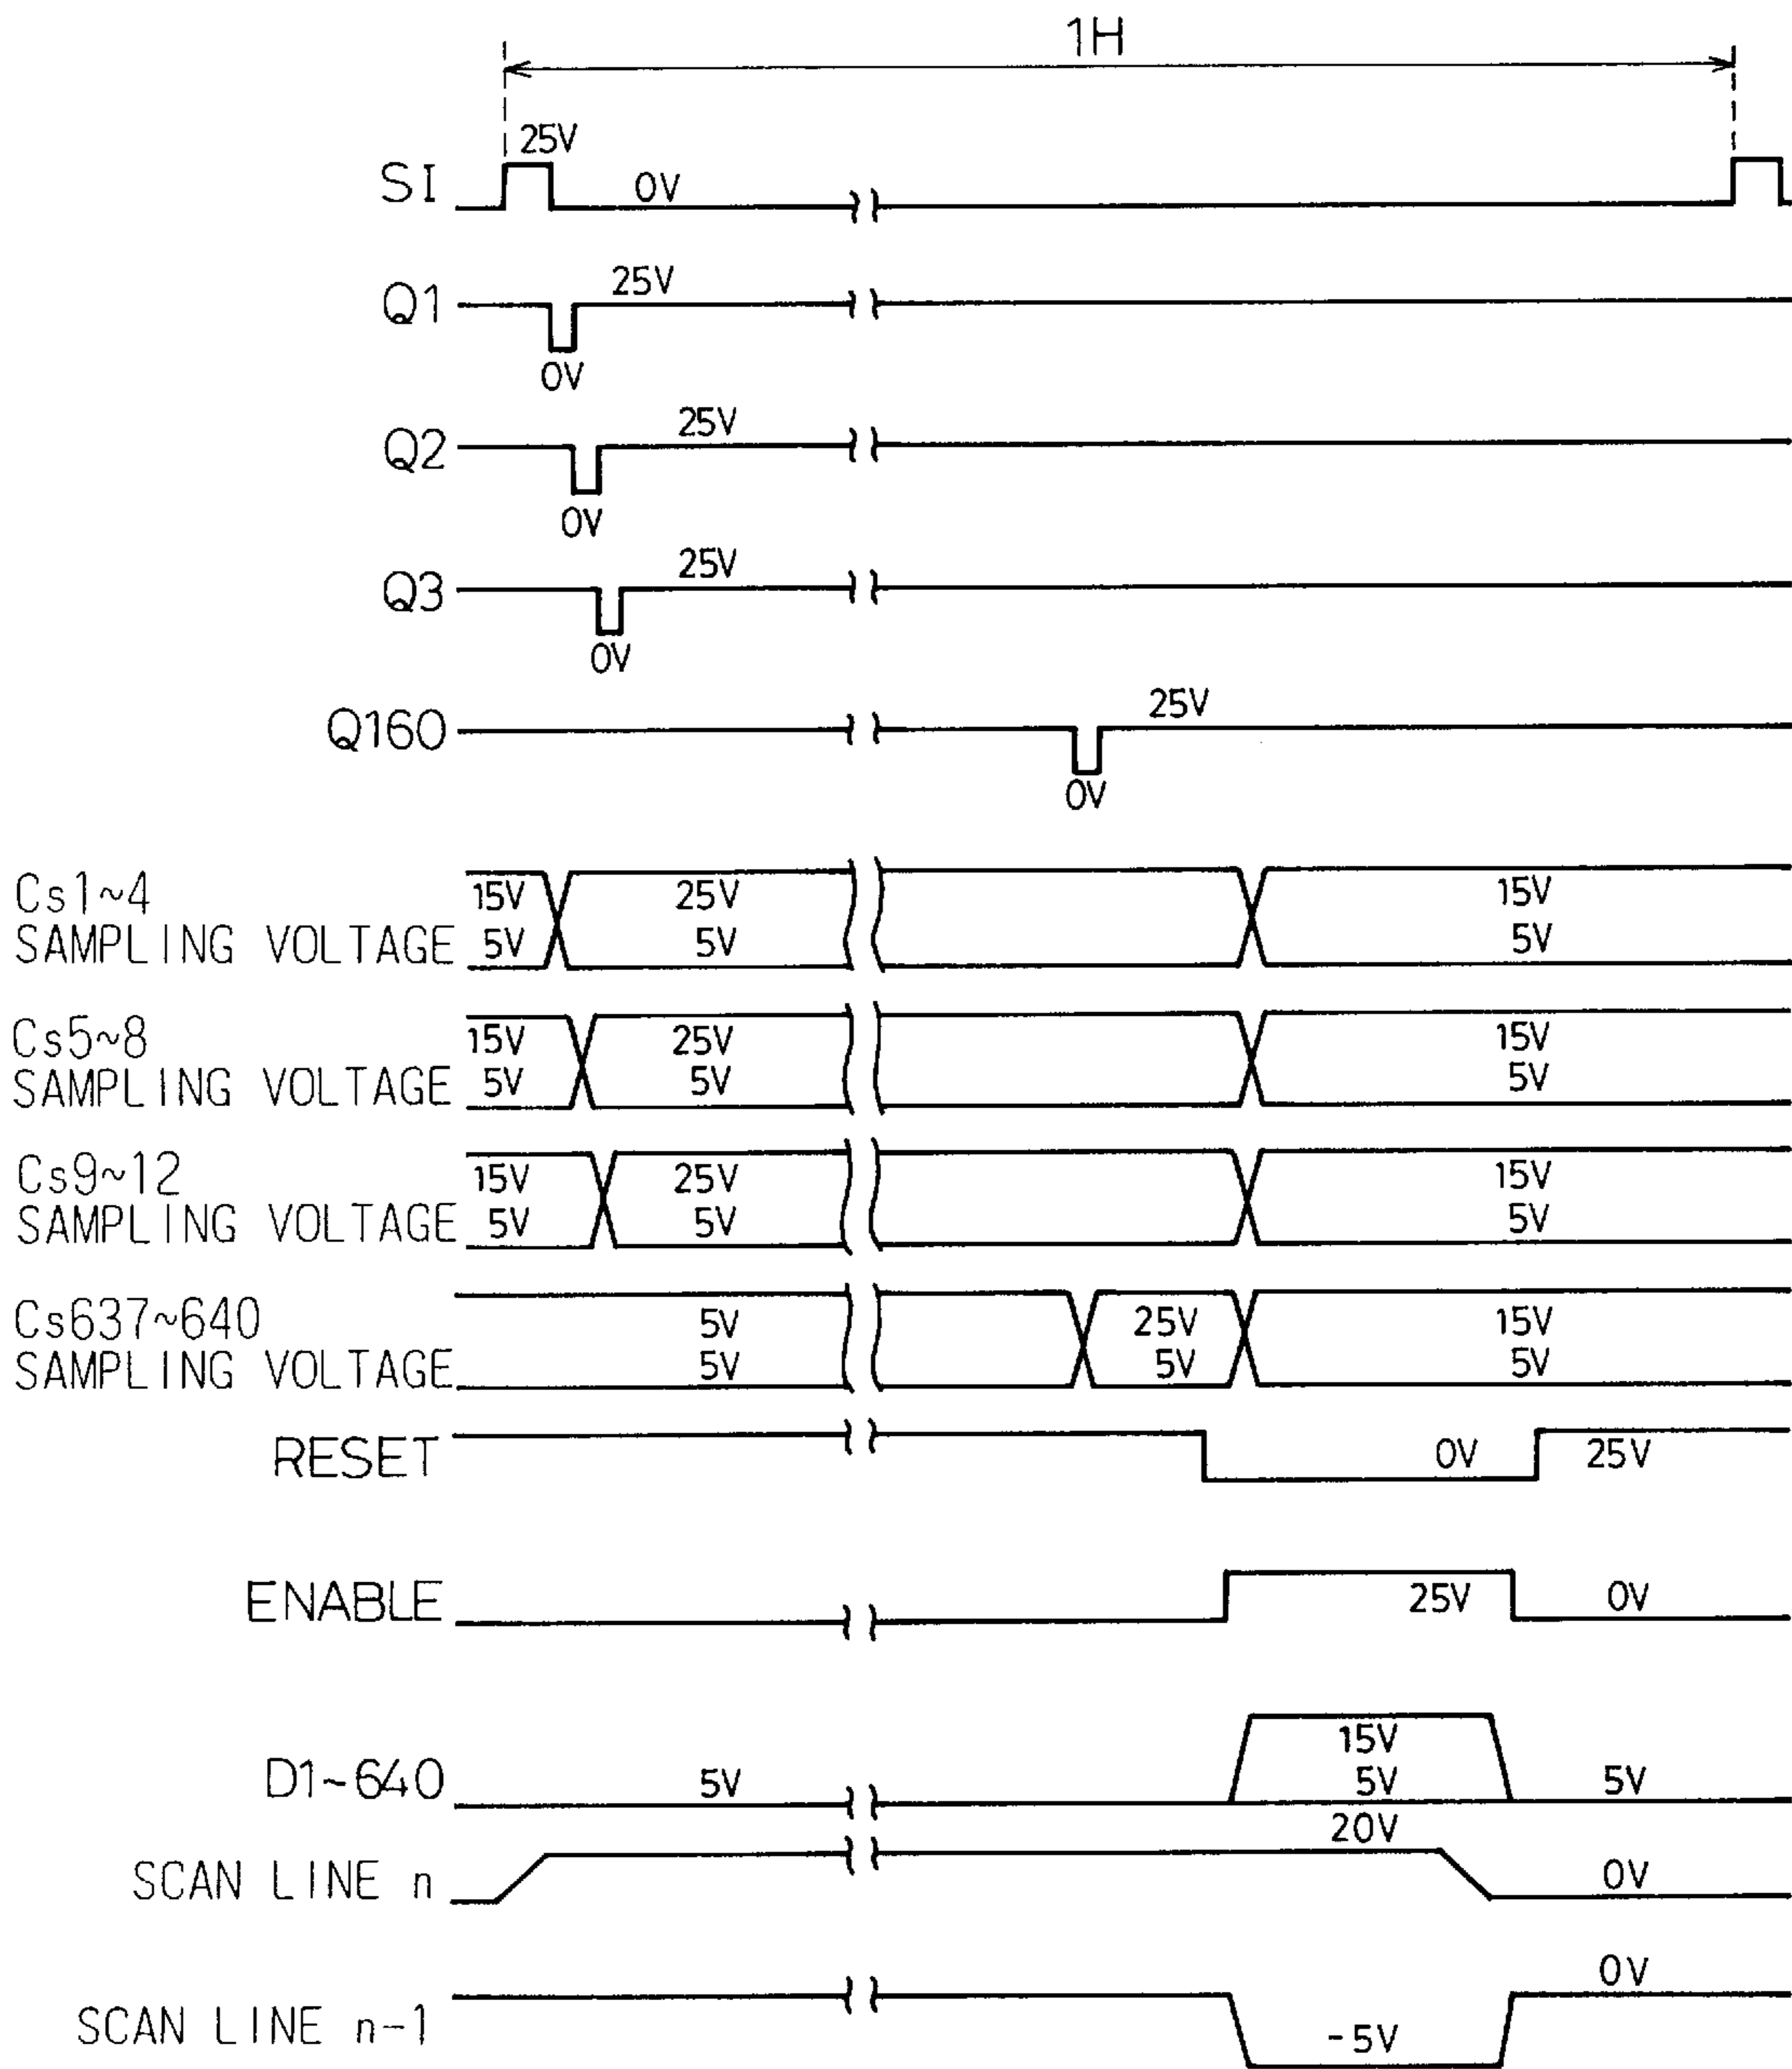 1H
SI 25V 0V
Q1 25V
0V
Q2 25V
0V
Q3 25V
0V
Q160 25V
0V
Cs1~4 15V 25V 15V
SAMPLING VOLTAGE 5V 5V 5V
Cs5~8 15V 25V 15V
SAMPLING VOLTAGE 5V 5V 5V
Cs9~12 15V 25V 15V
SAMPLING VOLTAGE 5V 5V 5V
Cs637~640 5V 25V 15V
SAMPLING VOLTAGE 5V 5V 5V
RESET 0V 25V
ENABLE 25V 0V
15V
D1~640 5V 5V 5V
20V
SCAN LINE n 0V
0V
SCAN LINE n-1 -5V